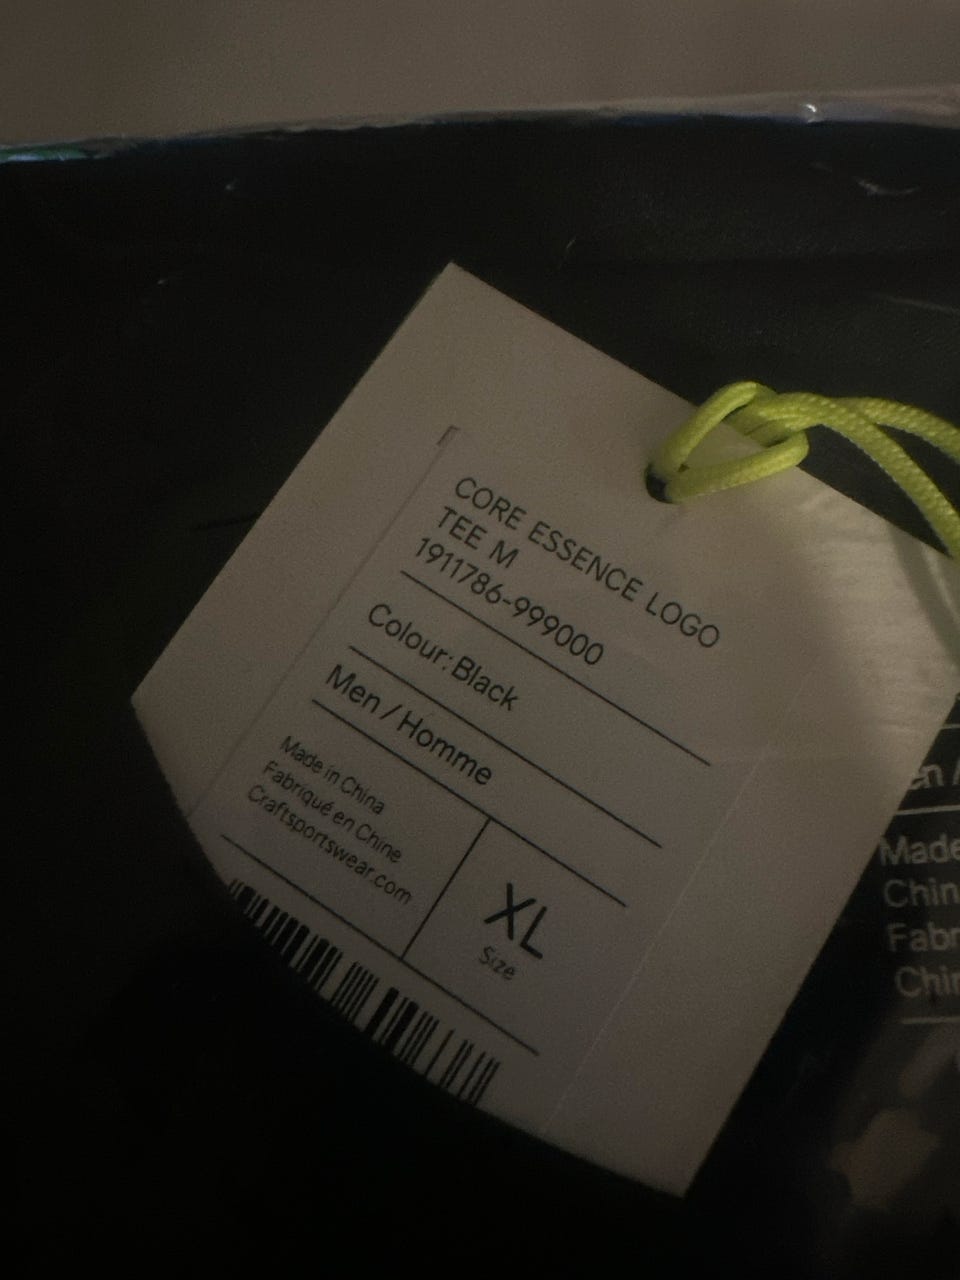 CORE ESSENCE LOGO
TEE M
1911786-999000
Colour: Black
Men / Homme
Made in China
Fabriqué en Chine
Craftsportswear.com
XL
Size
Made
Chin
Fabr
Chin